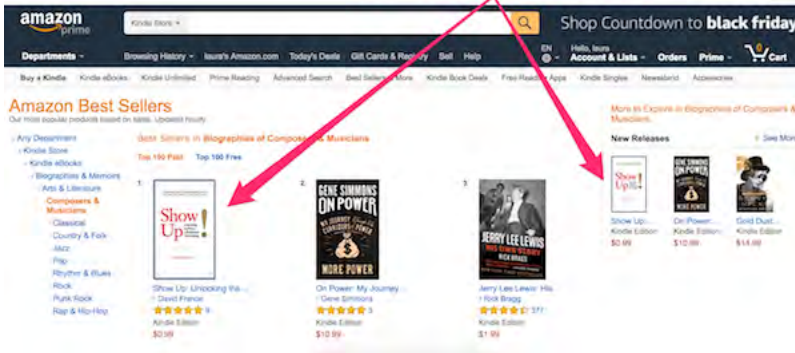 amazon
prime
Kindle Store
Shop Countdown to black friday
Departments
Browsing History
laura's Amazon.com
Today's Deals
Gift Cards & Registry
Sell
Help
EN
Hello, laura
Account & Lists
Orders
Prime
0
Cart
Buy a Kindle
Kindle eBooks
Kindle Unlimited
Prime Reading
Advanced Search
Best Sellers & More
Kindle Book Deals
Free Reading Apps
Kindle Singles
Newsstand
Accessories
Amazon Best Sellers
Our most popular products based on sales. Updated hourly.
‹ Any Department
‹ Kindle Store
‹ Kindle eBooks
‹ Biographies & Memoirs
‹ Arts & Literature
Composers &
Musicians
Classical
Country & Folk
Jazz
Pop
Rhythm & Blues
Rock
Punk Rock
Rap & Hip-Hop
Best Sellers in Biographies of Composers & Musicians
Top 100 Paid
Top 100 Free
1.
Show
Up!
Show Up: Unlocking the...
David France
9
Kindle Edition
$0.99
2.
GENE SIMMONS
ON POWER
MY JOURNEY
CORRIDORS of POWER
MORE POWER
On Power: My Journey...
Gene Simmons
3
Kindle Edition
$10.99
3.
JERRY LEE LEWIS
HIS OWN STORY
RICK BRAGG
Jerry Lee Lewis: His
Rick Bragg
377
Kindle Edition
$1.99
More to Explore in Biographies of Composers &
Musicians
New Releases
See More
Show
Up!
Show Up:...
Kindle Edition
$0.99
GENE SIMMONS
ON POWER
MORE POWER
On Power:...
Kindle Edition
$10.99
Gold Dust...
Kindle Edition
$14.99